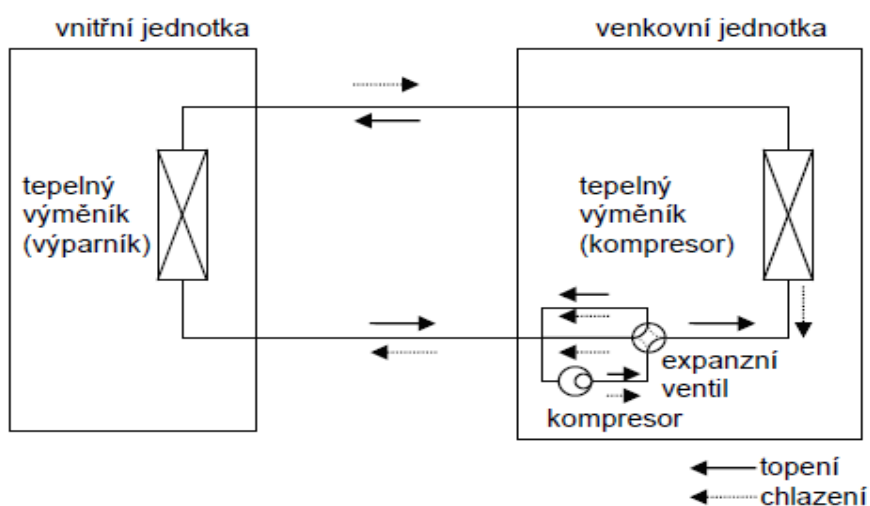 vnitřní jednotka
venkovní jednotka
tepelný
výměník
(výparník)
tepelný
výměník
(kompresor)
expanzní
ventil
kompresor
topení
chlazení